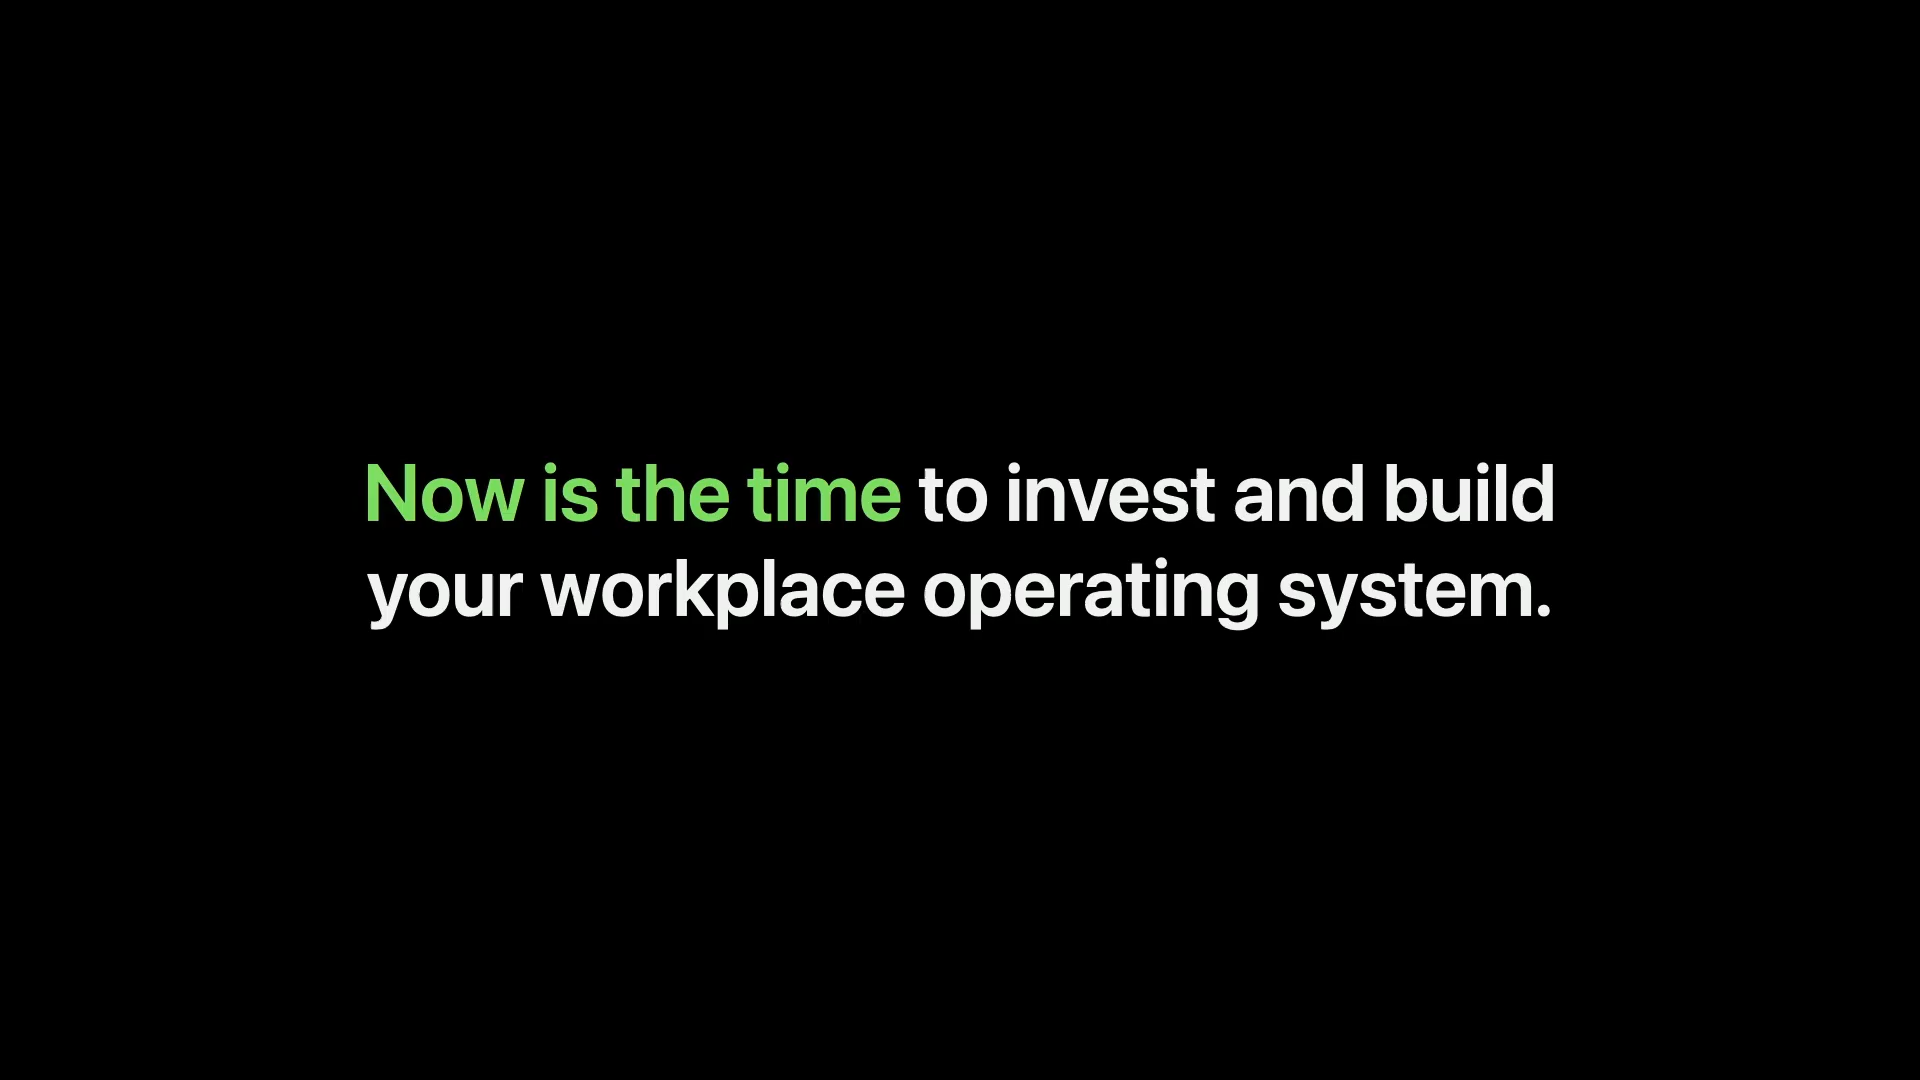 Now is the time to invest and build
your workplace operating system.